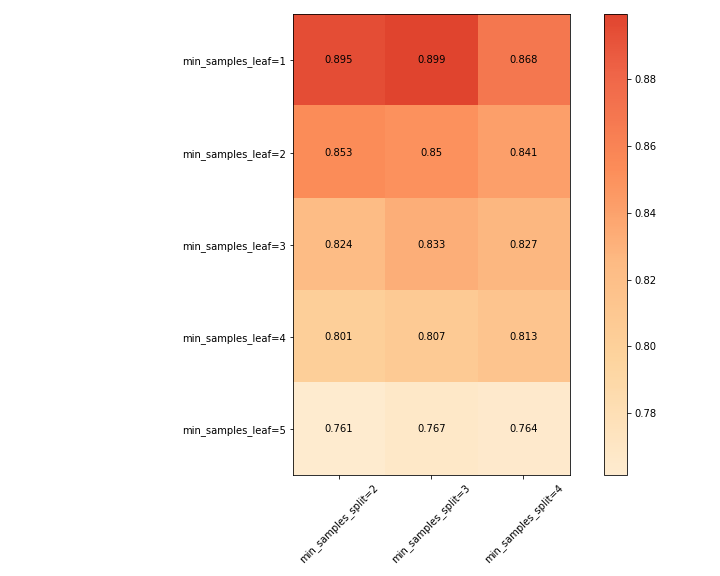 min_samples_leaf=1 0.895 0.899 0.868
min_samples_leaf=2 0.853 0.85 0.841
min_samples_leaf=3 0.824 0.833 0.827
min_samples_leaf=4 0.801 0.807 0.813
min_samples_leaf=5 0.761 0.767 0.764
min_samples_split=2 min_samples_split=3 min_samples_split=4
0.88
0.86
0.84
0.82
0.80
0.78